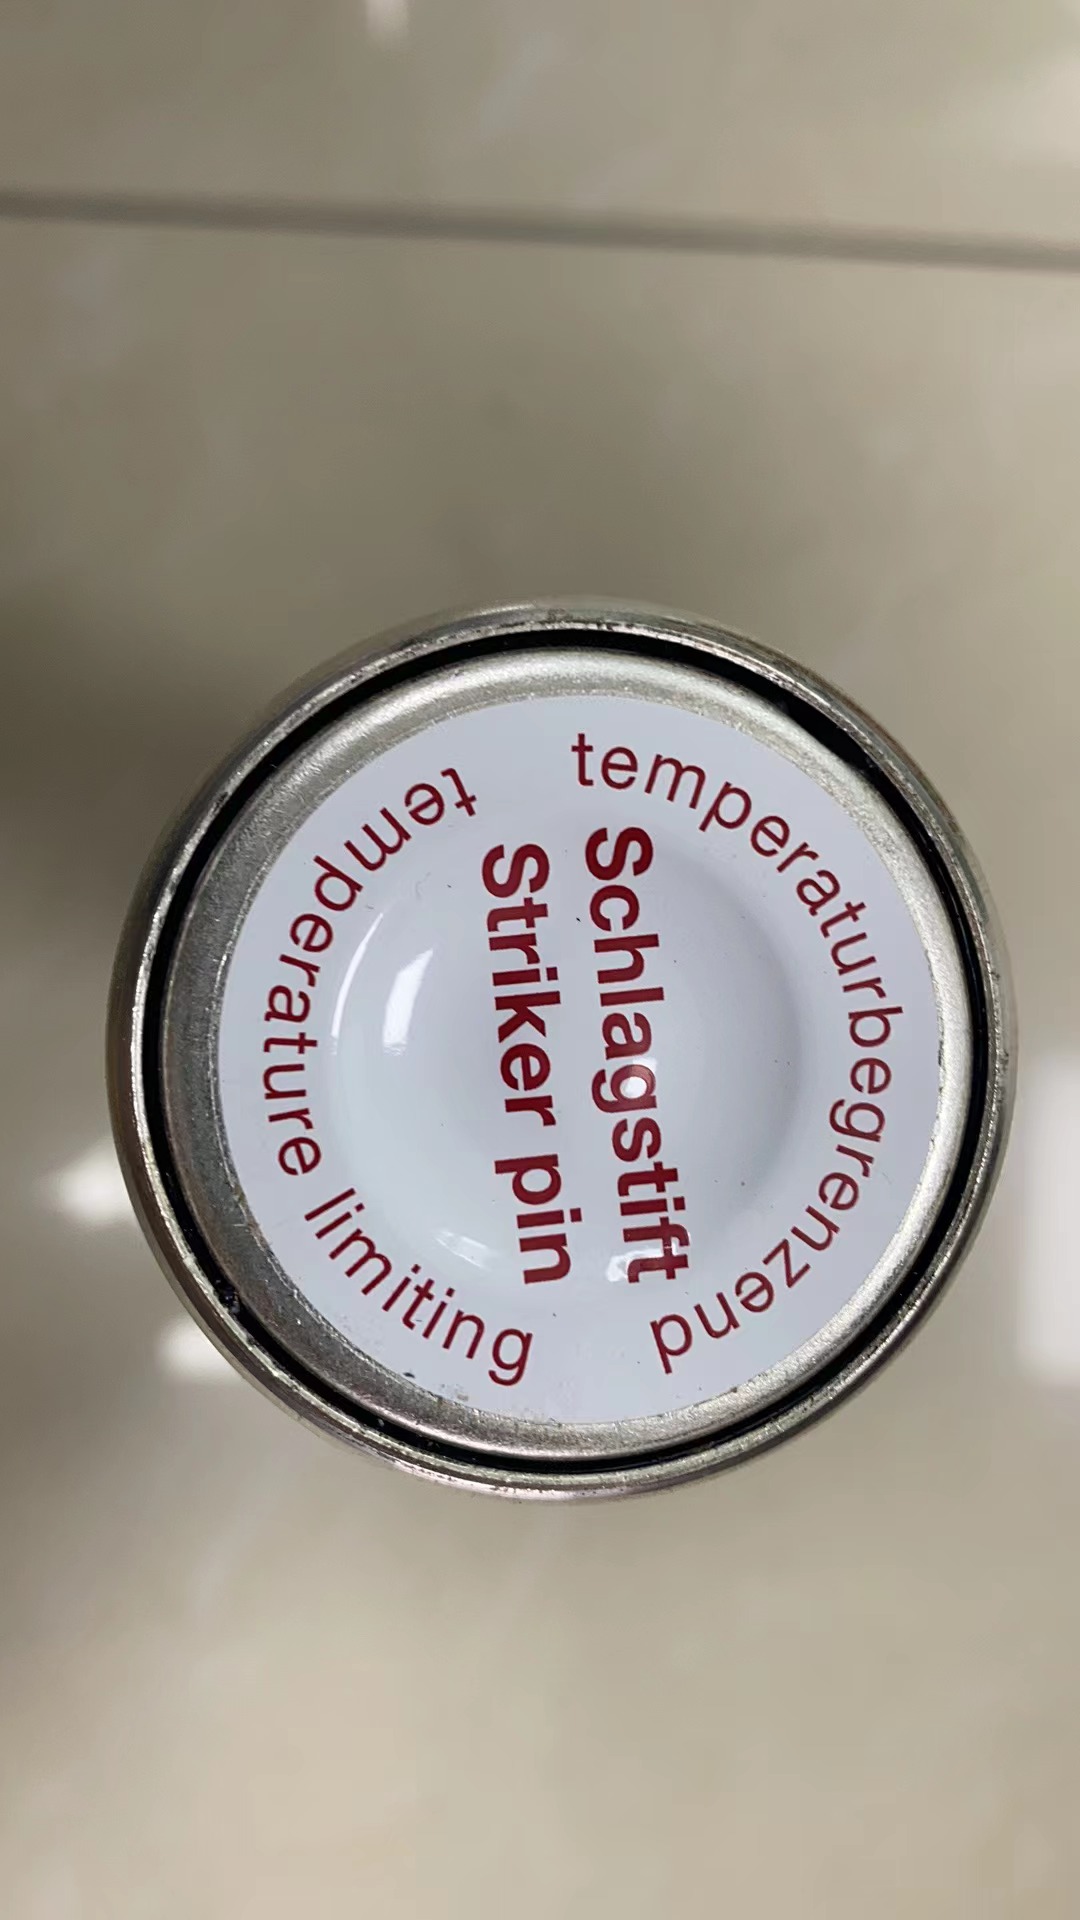 temperaturbegrenzend
Schlagstift
Striker pin
temperature limiting